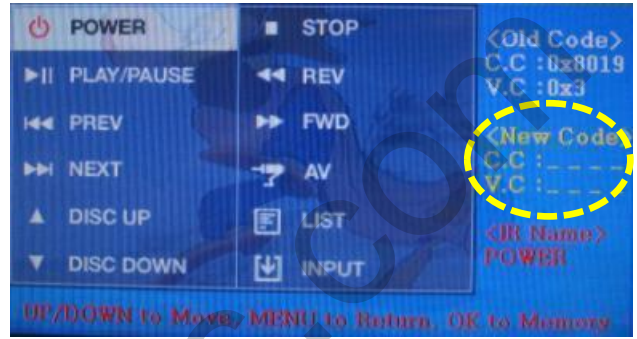 POWER
PLAY/PAUSE
PREV
NEXT
DISC UP
DISC DOWN
STOP
REV
FWD
AV
LIST
INPUT
<Old Code>
C.C :0x8019
V.C :0x3
<New Code>
C.C :_ _ _ _
V.C :_ _ _
<IR Name>
POWER
UP/DOWN to Move, MENU to Return, OK to Memory